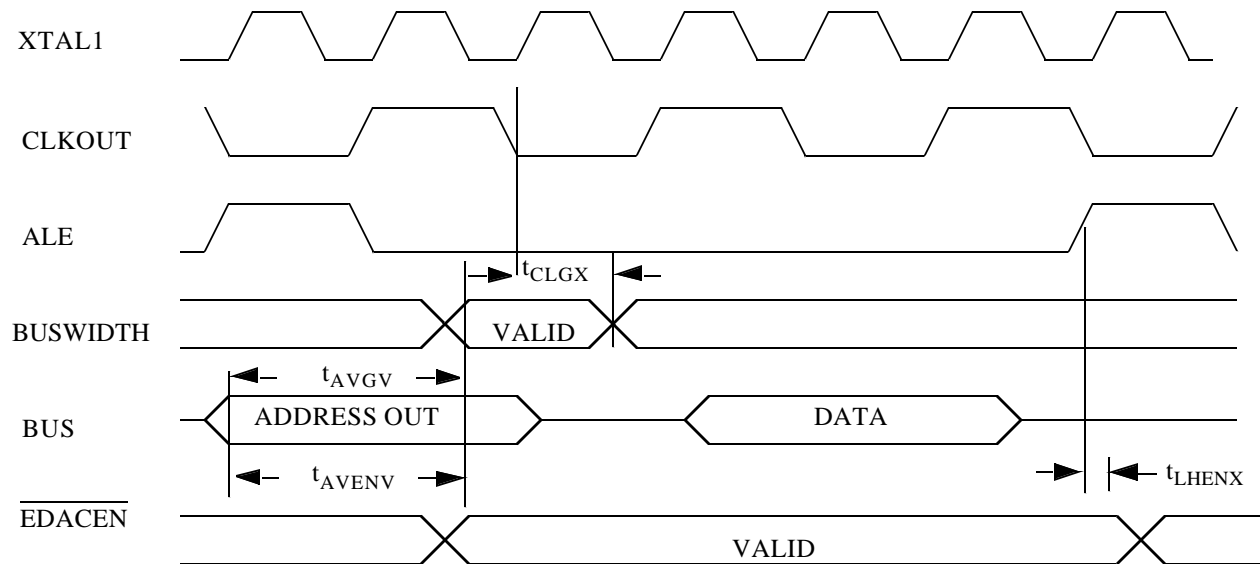 XTAL1
CLKOUT
ALE
tCLGX
BUSWIDTH
VALID
tAVGV
BUS
ADDRESS OUT
DATA
tAVENV
tLHENX
EDACEN
VALID